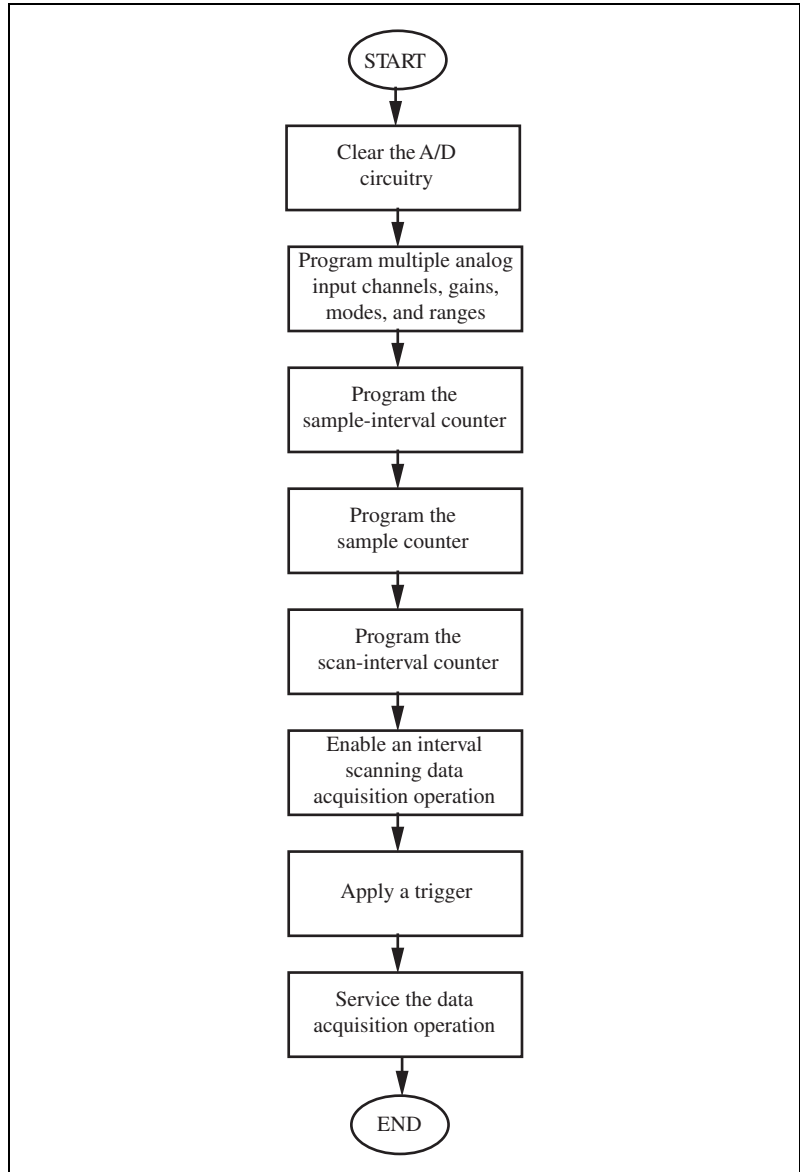 START
Clear the A/D
circuitry
Program multiple analog
input channels, gains,
modes, and ranges
Program the
sample-interval counter
Program the
sample counter
Program the
scan-interval counter
Enable an interval
scanning data
acquisition operation
Apply a trigger
Service the data
acquisition operation
END